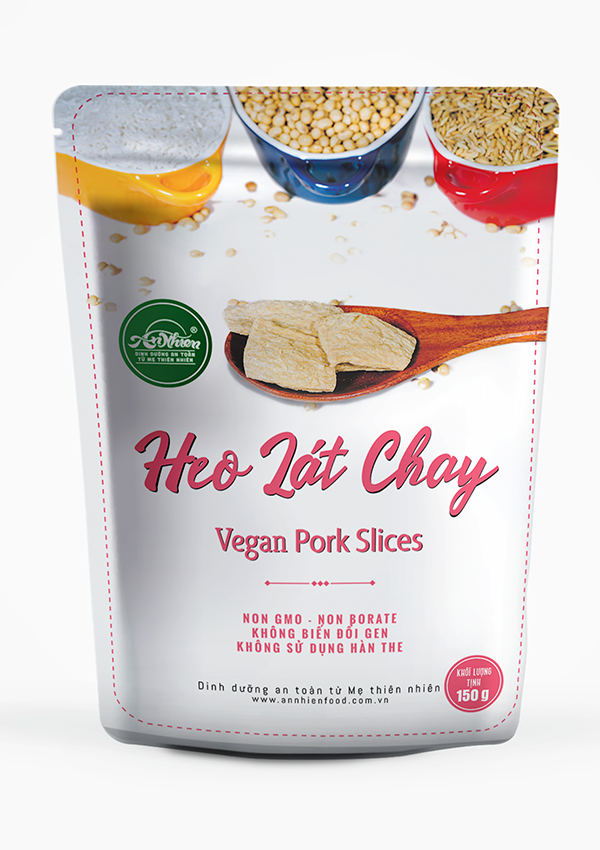 An Nhiên ®
DINH DƯỠNG AN TOÀN
TỪ MẸ THIÊN NHIÊN
Heo Lát Chay
Vegan Pork Slices
NON GMO - NON BORATE
KHÔNG BIẾN ĐỔI GEN
KHÔNG SỬ DỤNG HÀN THE
KHỐI LƯỢNG
TỊNH
150 g
Dinh dưỡng an toàn từ Mẹ thiên nhiên
www.annhienfood.com.vn